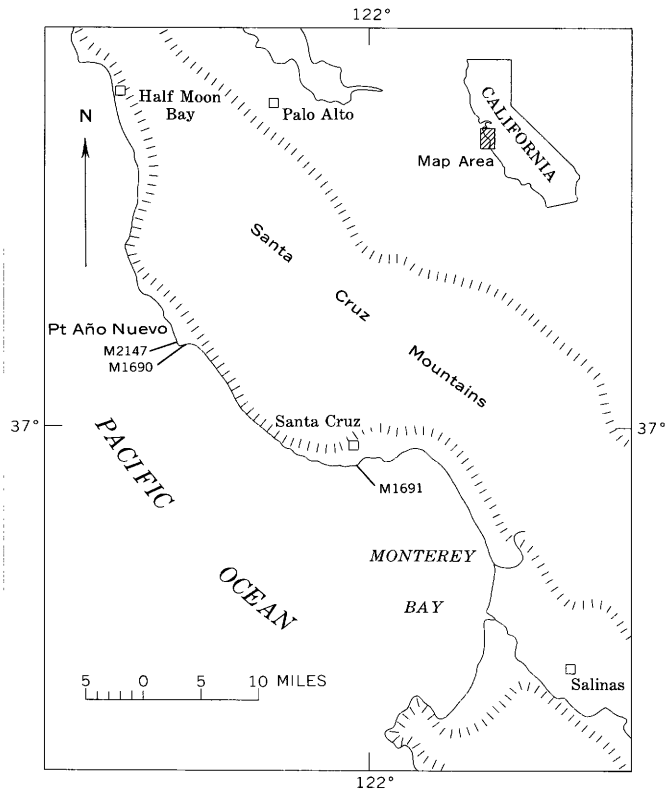 122°
Half Moon
Bay
Palo Alto
N
CALIFORNIA
Map Area
Santa
Cruz
Mountains
Pt Año Nuevo
M2147
M1690
37°
37°
Santa Cruz
M1691
PACIFIC
OCEAN
MONTEREY
BAY
5 0 5 10 MILES
Salinas
122°